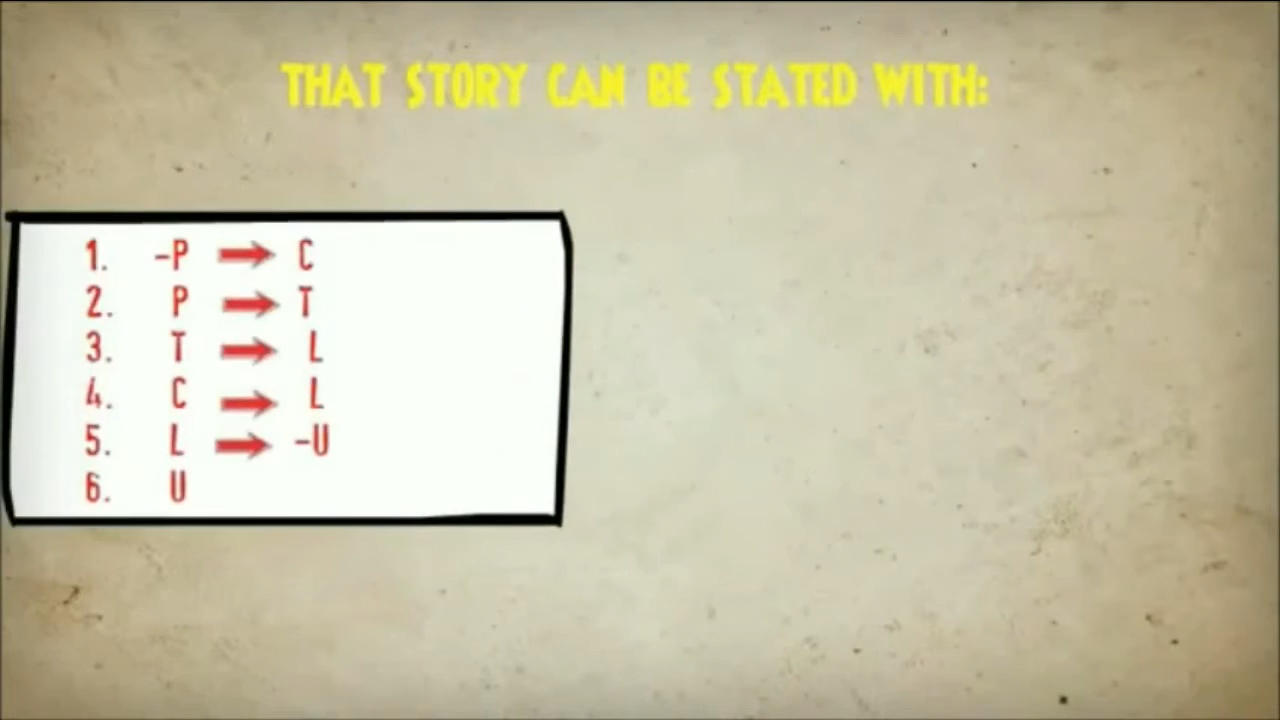 THAT STORY CAN BE STATED WITH:
1. -P → C
2. P → T
3. T → L
4. C → L
5. L → -U
6. U